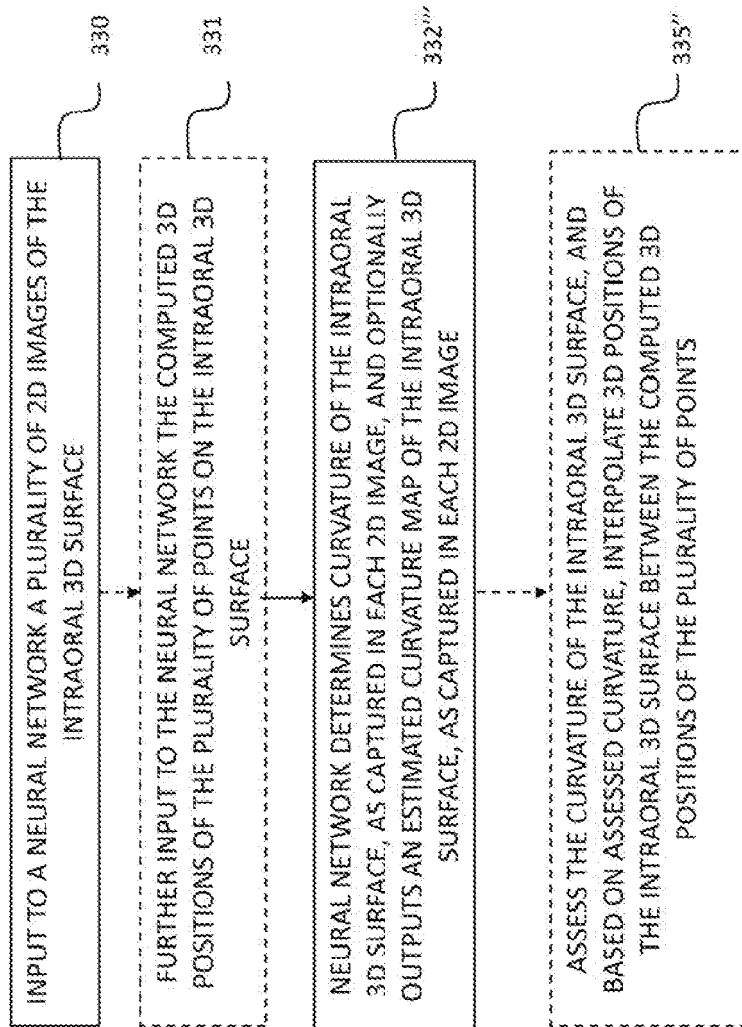 INPUT TO A NEURAL NETWORK A PLURALITY OF 2D IMAGES OF THE
INTRAORAL 3D SURFACE
330
FURTHER INPUT TO THE NEURAL NETWORK THE COMPUTED 3D
POSITIONS OF THE PLURALITY OF POINTS ON THE INTRAORAL 3D
SURFACE
331
NEURAL NETWORK DETERMINES CURVATURE OF THE INTRAORAL
3D SURFACE, AS CAPTURED IN EACH 2D IMAGE, AND OPTIONALLY
OUTPUTS AN ESTIMATED CURVATURE MAP OF THE INTRAORAL 3D
SURFACE, AS CAPTURED IN EACH 2D IMAGE
332'''
ASSESS THE CURVATURE OF THE INTRAORAL 3D SURFACE, AND
BASED ON ASSESSED CURVATURE, INTERPOLATE 3D POSITIONS OF
THE INTRAORAL 3D SURFACE BETWEEN THE COMPUTED 3D
POSITIONS OF THE PLURALITY OF POINTS
335'''